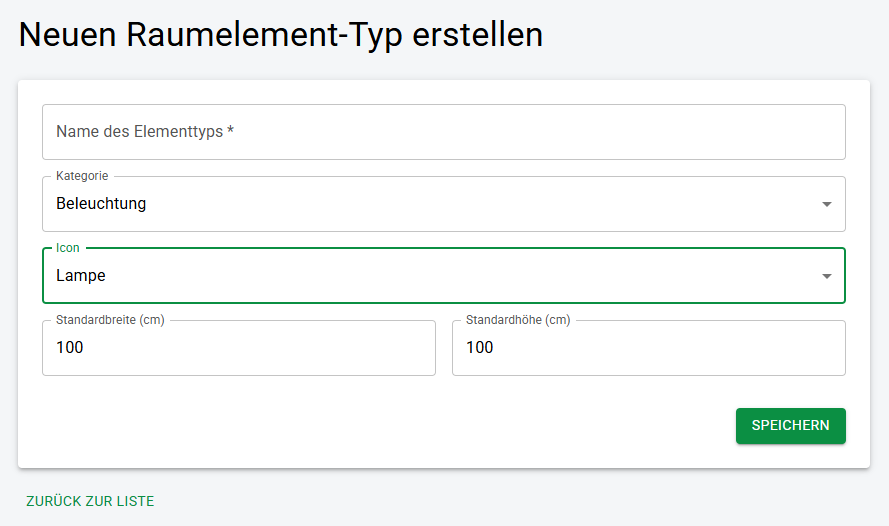 Neuen Raumelement-Typ erstellen
Name des Elementtyps *
Kategorie
Beleuchtung
Icon
Lampe
Standardbreite (cm)
100
Standardhöhe (cm)
100
SPEICHERN
ZURÜCK ZUR LISTE